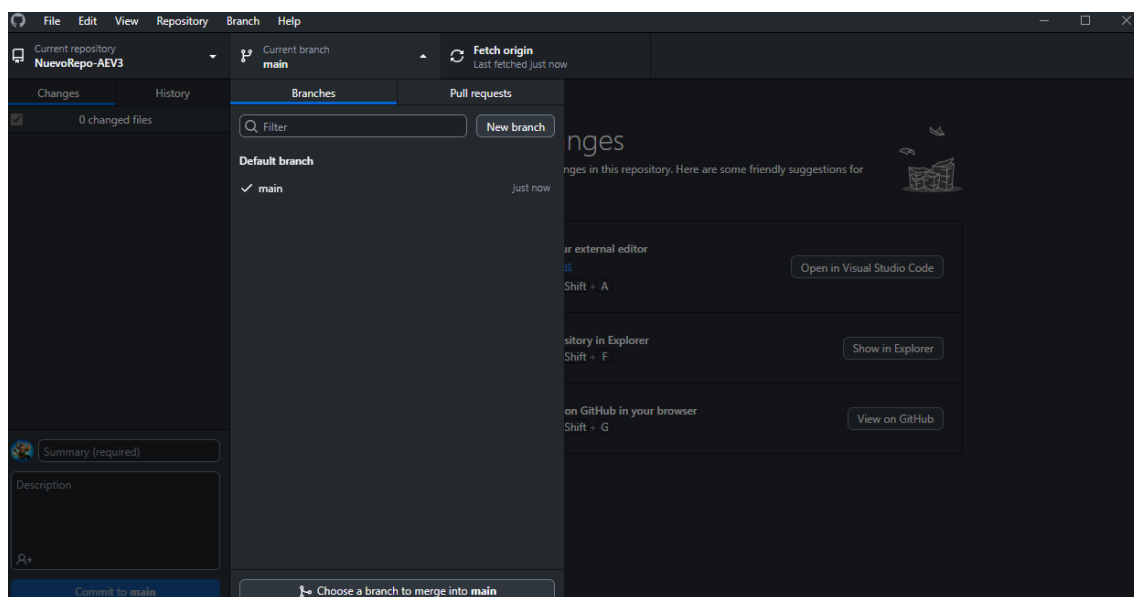 File Edit View Repository Branch Help
Current repository
NuevoRepo-AEV3
Current branch
main
Fetch origin
Last fetched just now
Changes History
0 changed files
Branches Pull requests
Filter
New branch
Default branch
main just now
nges
nges in this repository. Here are some friendly suggestions for
ur external editor
ns
Shift + A
Open in Visual Studio Code
sitory in Explorer
Shift + F
Show in Explorer
on GitHub in your browser
Shift + G
View on GitHub
Summary (required)
Description
Commit to main
Choose a branch to merge into main